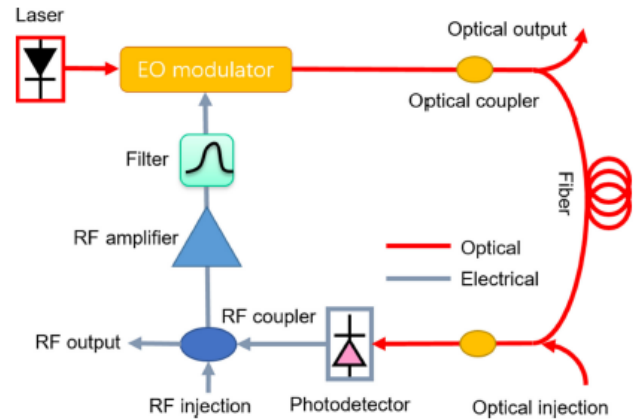 Laser
EO modulator
Optical output
Optical coupler
Filter
Fiber
RF amplifier
Optical
Electrical
RF coupler
RF output
RF injection
Photodetector
Optical injection